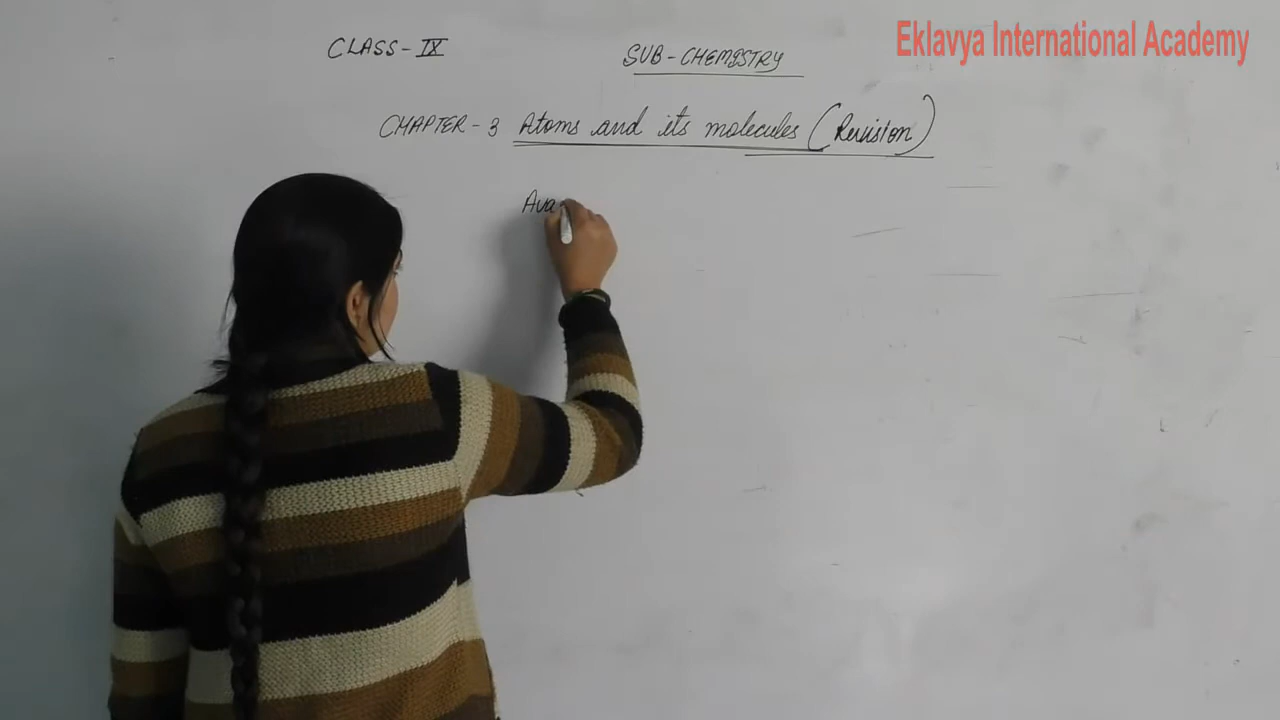 Eklavya International Academy
CLASS-IX
SUB-CHEMISTRY
CHAPTER-3 Atoms and its molecules (Revision)
Ava